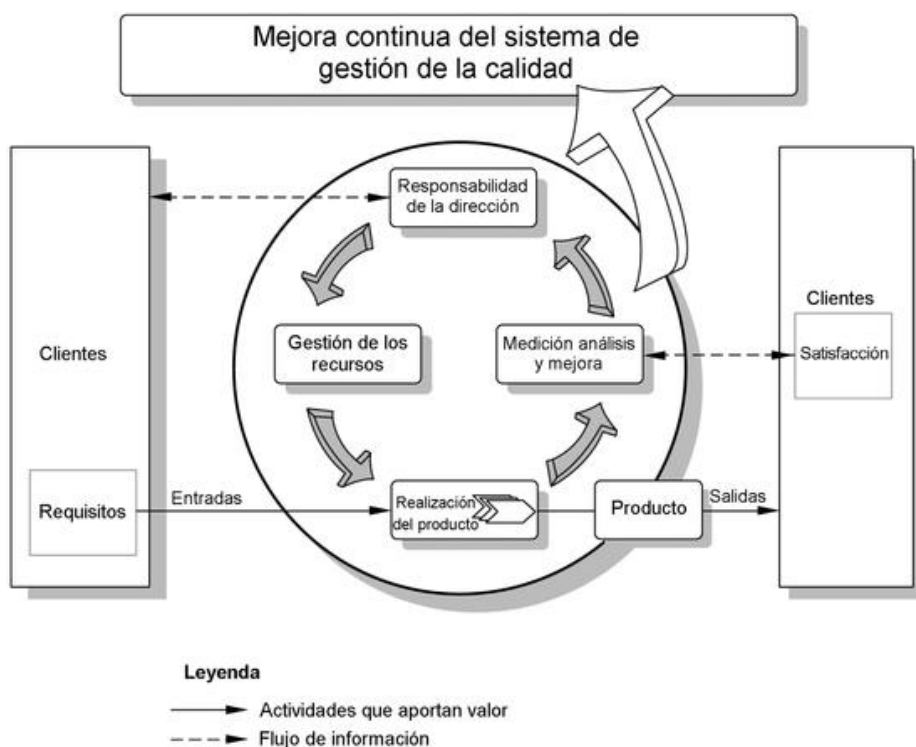 Mejora continua del sistema de
gestión de la calidad
Responsabilidad
de la dirección
Clientes
Gestión de los
recursos
Medición análisis
y mejora
Clientes
Satisfacción
Requisitos
Entradas
Realización
del producto
Producto
Salidas
Leyenda
Actividades que aportan valor
Flujo de información